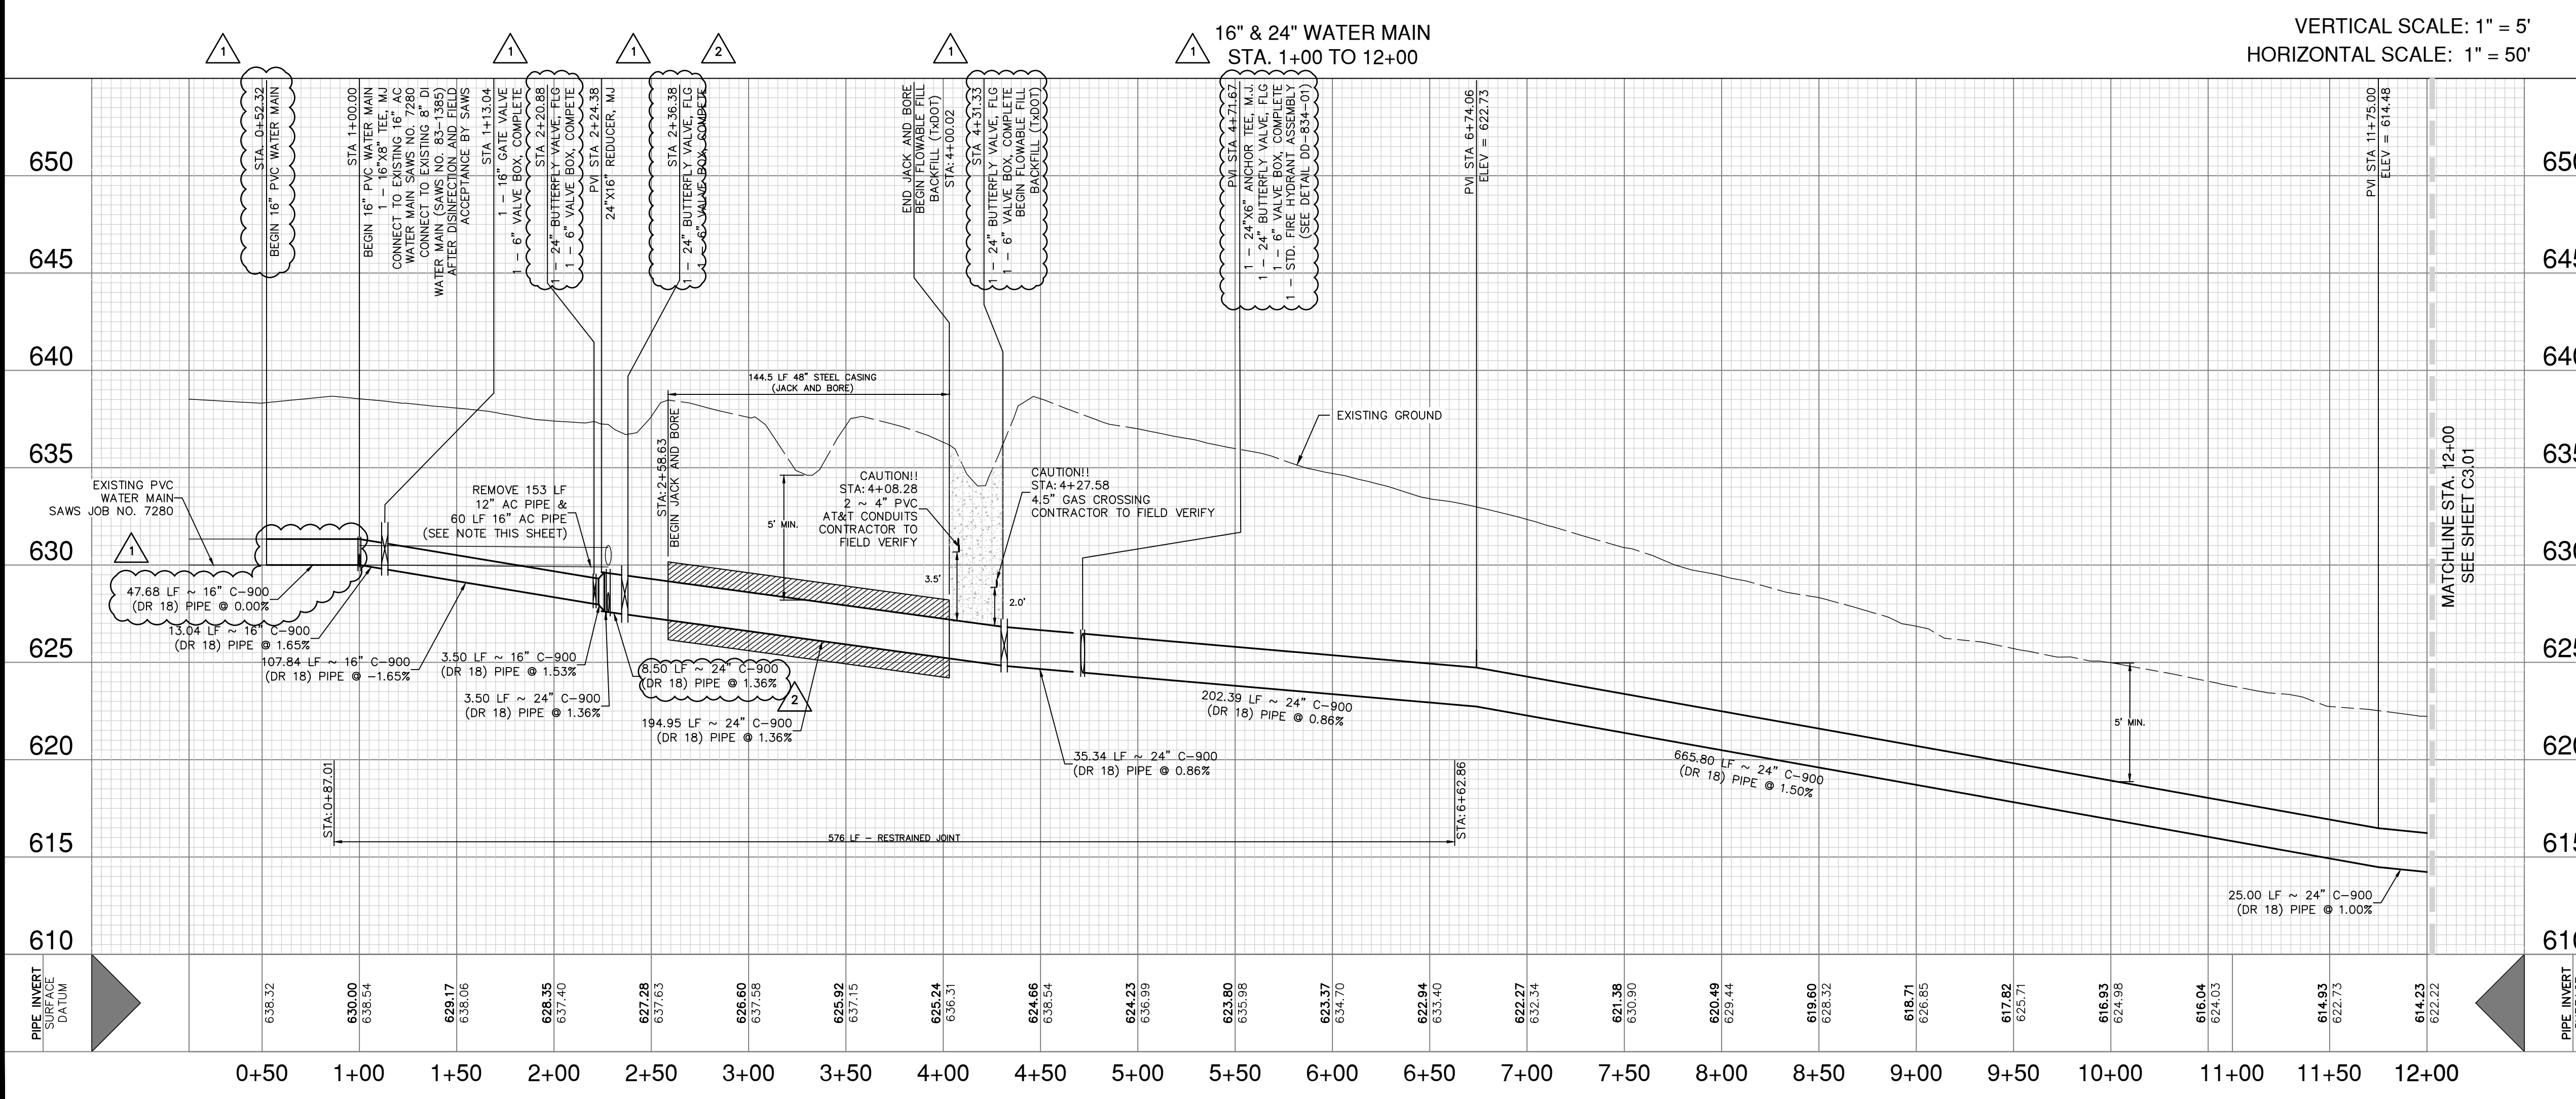 16" & 24" WATER MAIN
STA. 1+00 TO 12+00
VERTICAL SCALE: 1" = 5'
HORIZONTAL SCALE: 1" = 50'
1
1
1
2
1
1
STA. 0+52.32
BEGIN 16" PVC WATER MAIN
STA 1+00.00
BEGIN 16" PVC WATER MAIN
1 – 16"X8" TEE, MJ
CONNECT TO EXISTING 16" AC
WATER MAIN SAWS NO. 7280
CONNECT TO EXISTING 8" DI
WATER MAIN (SAWS NO. 83–1385)
AFTER DISINFECTION AND FIELD
ACCEPTANCE BY SAWS
STA 1+13.04
1 – 16" GATE VALVE
1 – 6" VALVE BOX, COMPLETE
STA 2+20.88
1 – 24" BUTTERFLY VALVE, FLG
1 – 6" VALVE BOX, COMPETE
PVI STA 2+24.38
24"X16" REDUCER, MJ
STA 2+36.38
1 – 24" BUTTERFLY VALVE, FLG
1 – 6" VALVE BOX, COMPETE
END JACK AND BORE
BEGIN FLOWABLE FILL
BACKFILL (TxDOT)
STA: 4+00.02
STA 4+31.33
1 – 24" BUTTERFLY VALVE, FLG
1 – 6" VALVE BOX, COMPLETE
BEGIN FLOWABLE FILL
BACKFILL (TxDOT)
PVI STA 4+71.67
1 – 24"X6" ANCHOR TEE, M.J.
1 – 24" BUTTERFLY VALVE, FLG
1 – 6" VALVE BOX, COMPLETE
1 – STD. FIRE HYDRANT ASSEMBLY
(SEE DETAIL DD–834–01)
PVI STA 6+74.06
ELEV = 622.73
PVI STA 11+75.00
ELEV = 614.48
650
645
640
635
630
625
620
615
610
144.5 LF 48" STEEL CASING
(JACK AND BORE)
EXISTING GROUND
STA: 2+58.63
BEGIN JACK AND BORE
EXISTING PVC
WATER MAIN
SAWS JOB NO. 7280
REMOVE 153 LF
12" AC PIPE &
60 LF 16" AC PIPE
(SEE NOTE THIS SHEET)
5' MIN.
CAUTION!!
STA: 4+08.28
2 ~ 4" PVC
AT&T CONDUITS
CONTRACTOR TO
FIELD VERIFY
CAUTION!!
STA: 4+27.58
4.5" GAS CROSSING
CONTRACTOR TO FIELD VERIFY
3.5'
2.0'
1
47.68 LF ~ 16" C–900
(DR 18) PIPE @ 0.00%
13.04 LF ~ 16" C–900
(DR 18) PIPE @ 1.65%
107.84 LF ~ 16" C–900
(DR 18) PIPE @ –1.65%
3.50 LF ~ 16" C–900
(DR 18) PIPE @ 1.53%
3.50 LF ~ 24" C–900
(DR 18) PIPE @ 1.36%
8.50 LF ~ 24" C–900
(DR 18) PIPE @ 1.36%
2
194.95 LF ~ 24" C–900
(DR 18) PIPE @ 1.36%
35.34 LF ~ 24" C–900
(DR 18) PIPE @ 0.86%
202.39 LF ~ 24" C–900
(DR 18) PIPE @ 0.86%
665.80 LF ~ 24" C–900
(DR 18) PIPE @ 1.50%
5' MIN.
25.00 LF ~ 24" C–900
(DR 18) PIPE @ 1.00%
STA: 0+87.01
576 LF – RESTRAINED JOINT
STA: 6+62.86
MATCHLINE STA. 12+00
SEE SHEET C3.01
PIPE INVERT
SURFACE
DATUM
638.32
630.00
638.54
629.17
638.06
628.35
637.40
627.28
637.63
626.60
637.58
625.92
637.15
625.24
636.31
624.66
638.54
624.23
636.99
623.80
635.98
623.37
634.70
622.94
633.40
622.27
632.34
621.38
630.90
620.49
629.44
619.60
628.32
618.71
626.85
617.82
625.71
616.93
624.98
616.04
624.03
614.93
622.73
614.23
622.22
PIPE INVERT
0+50 1+00 1+50 2+00 2+50 3+00 3+50 4+00 4+50 5+00 5+50 6+00 6+50 7+00 7+50 8+00 8+50 9+00 9+50 10+00 11+00 11+50 12+00